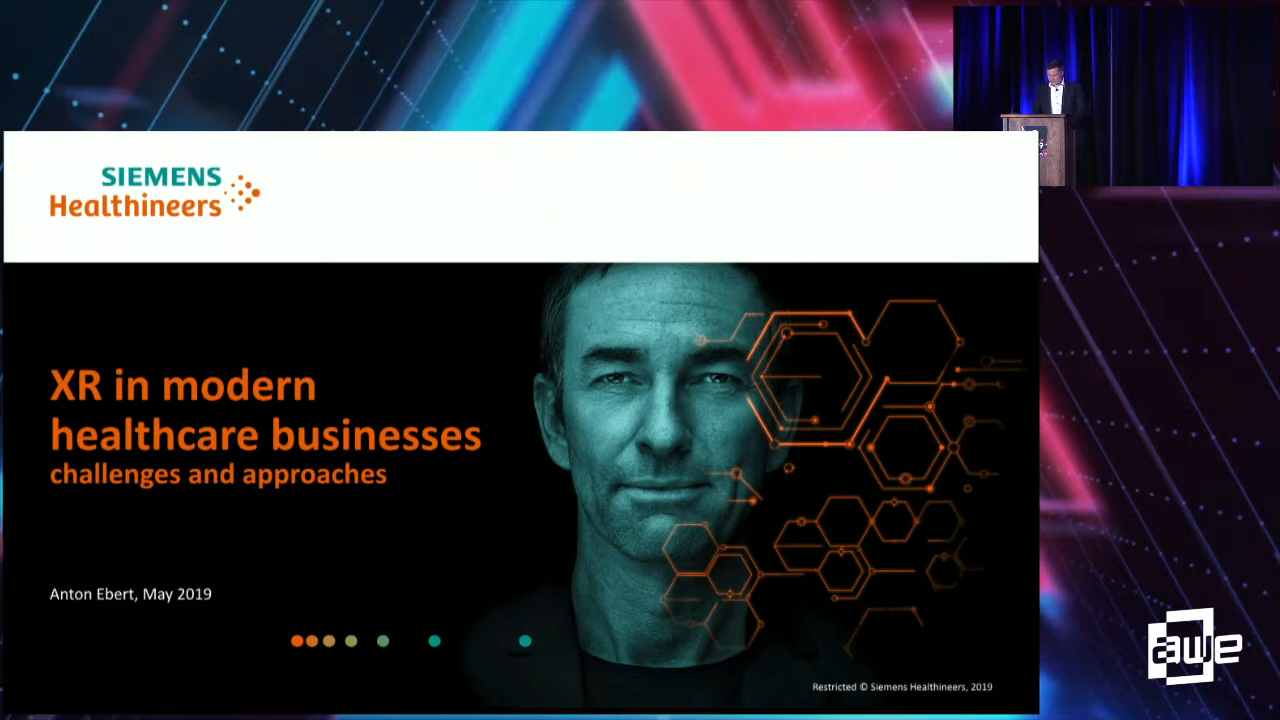 SIEMENS
Healthineers
XR in modern
healthcare businesses
challenges and approaches
Anton Ebert, May 2019
Restricted © Siemens Healthineers, 2019
awe